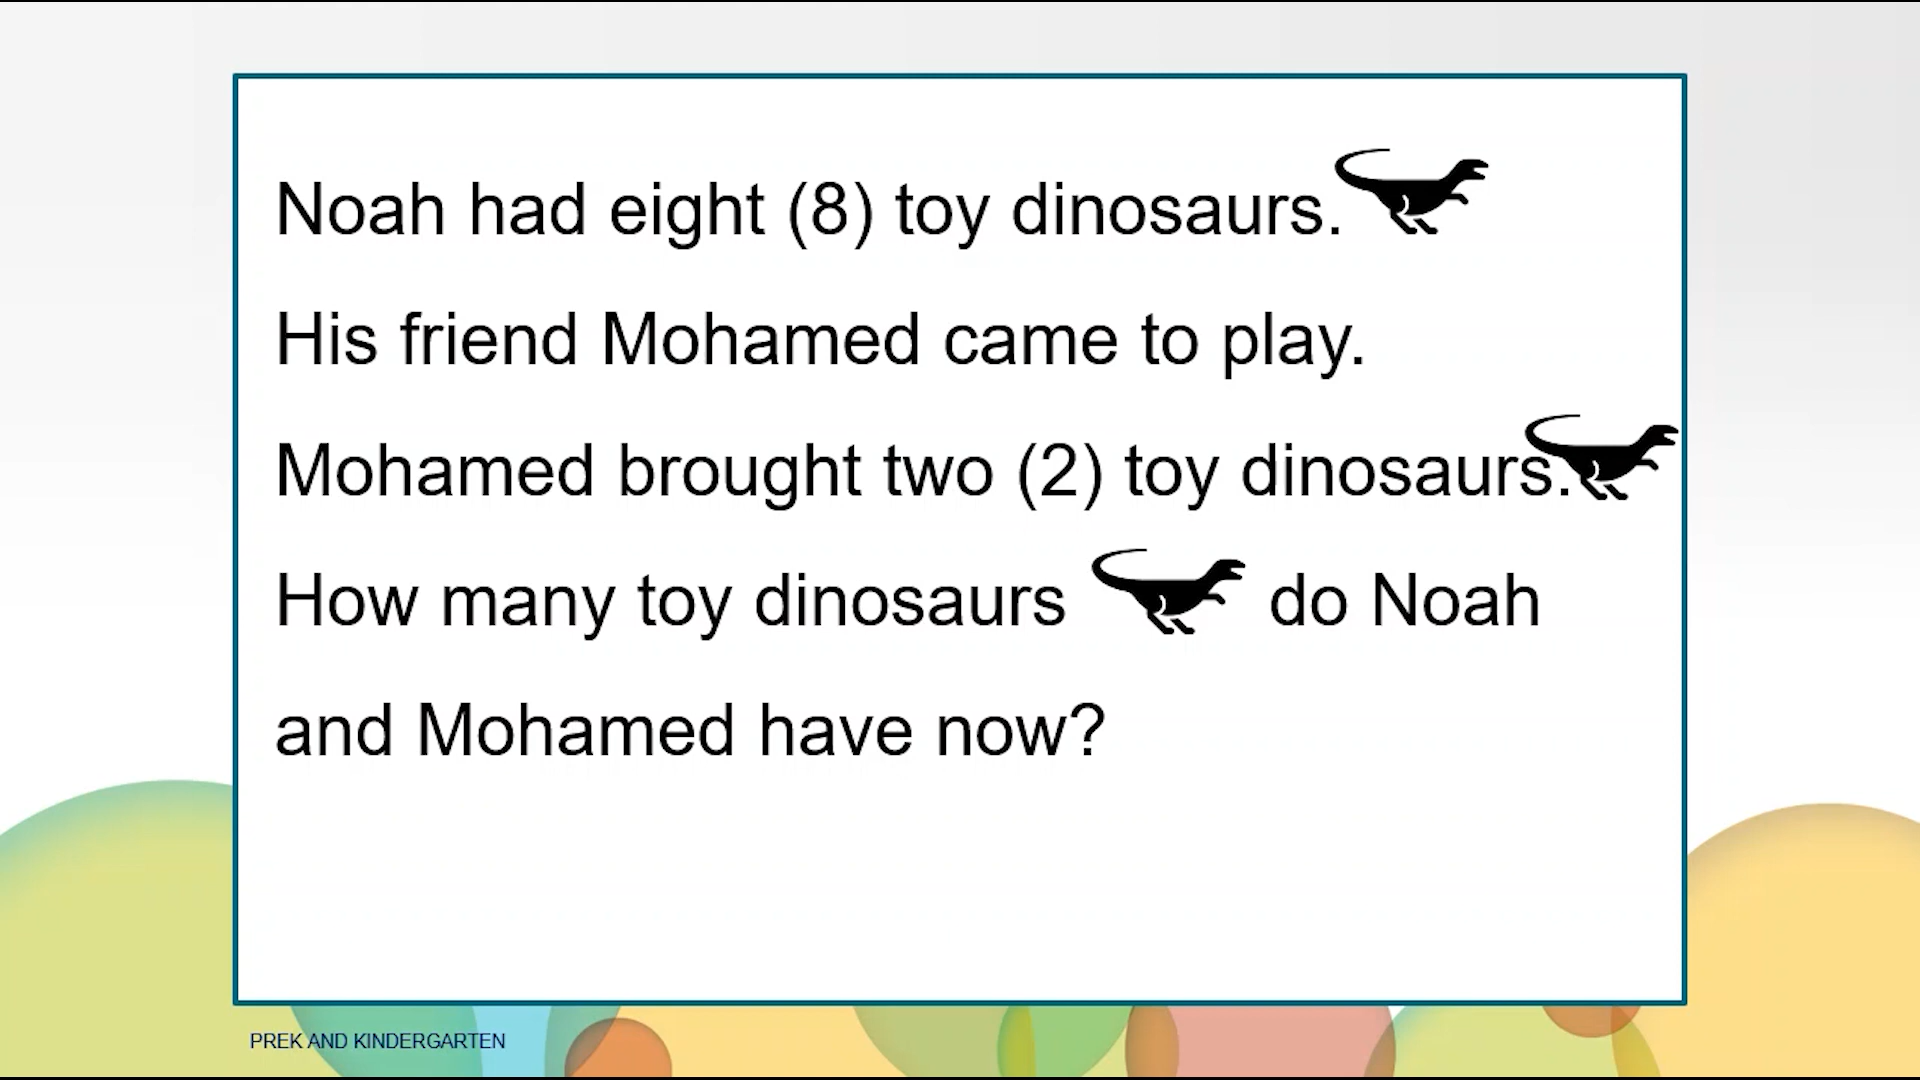 Noah had eight (8) toy dinosaurs.
His friend Mohamed came to play.
Mohamed brought two (2) toy dinosaurs.
How many toy dinosaurs do Noah
and Mohamed have now?
PREK AND KINDERGARTEN